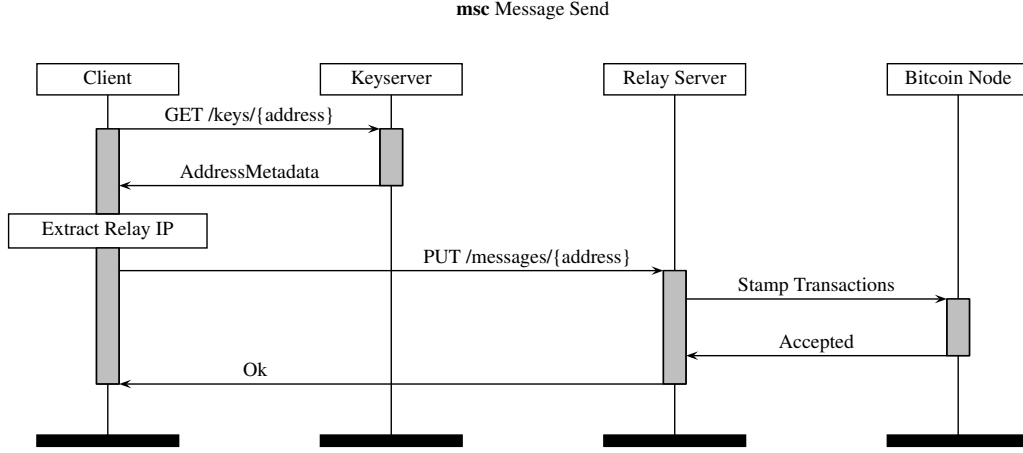 msc Message Send
Client
Keyserver
Relay Server
Bitcoin Node
GET /keys/{address}
AddressMetadata
Extract Relay IP
PUT /messages/{address}
Stamp Transactions
Accepted
Ok